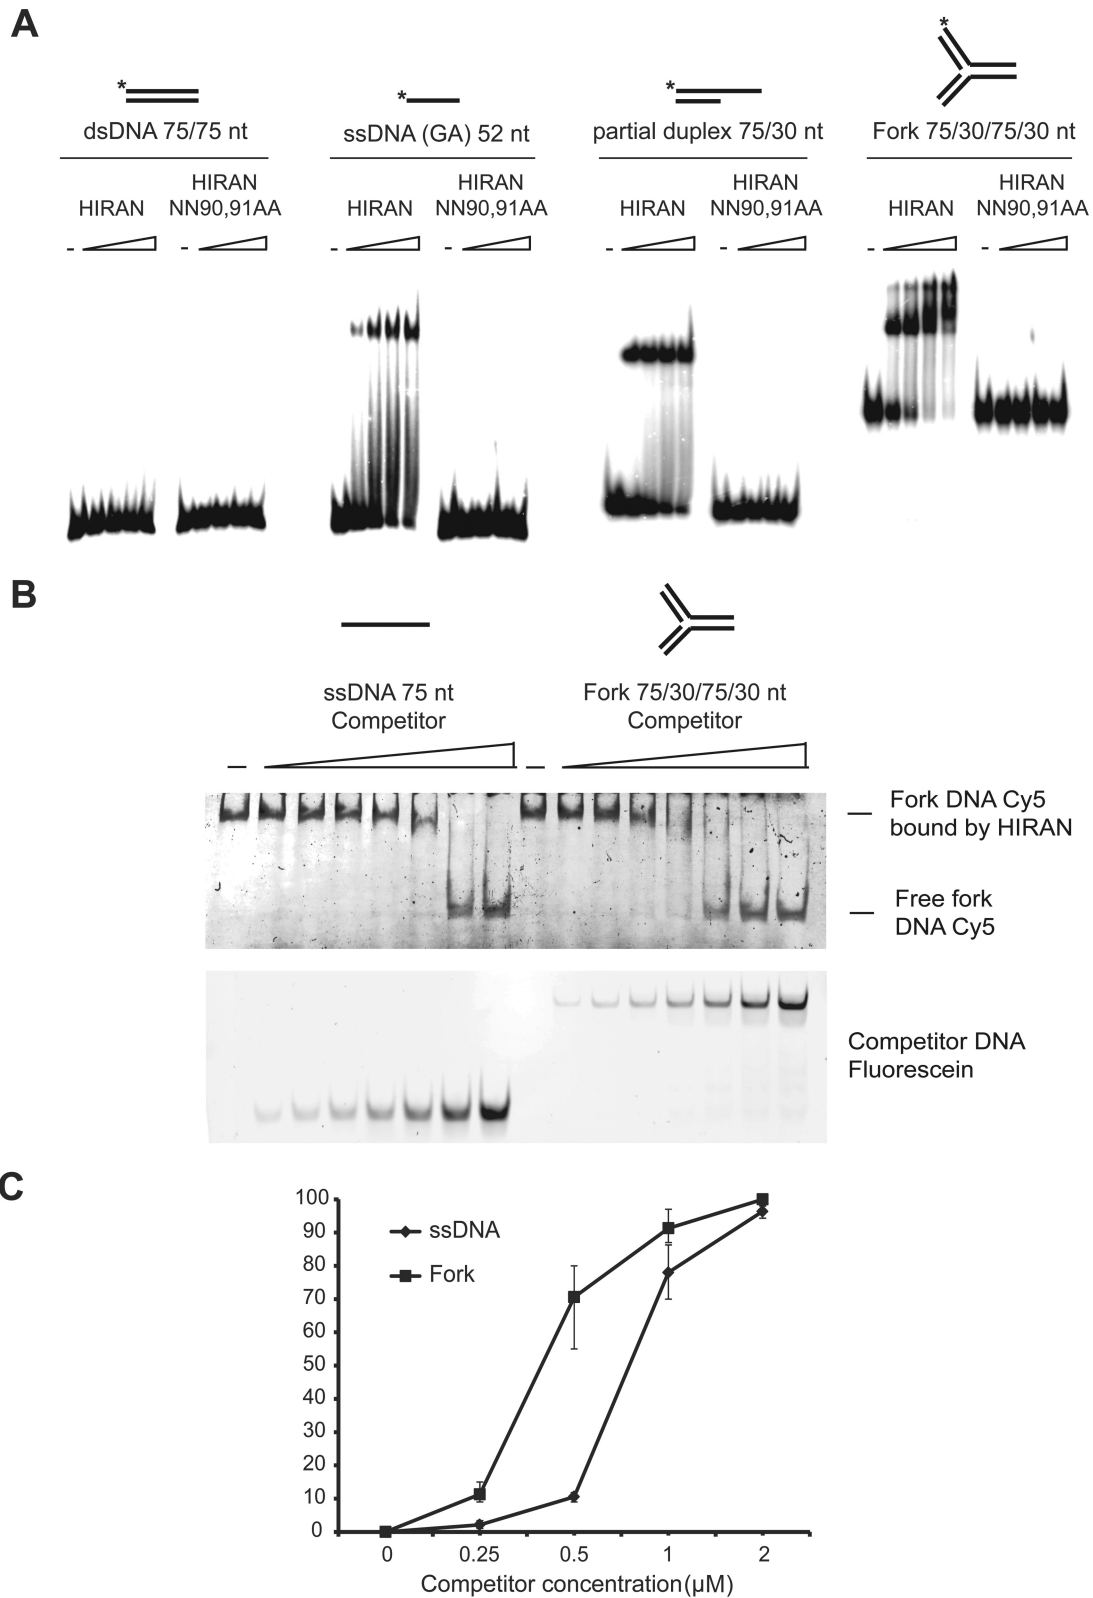 A
*
*
*
*
dsDNA 75/75 nt
ssDNA (GA) 52 nt
partial duplex 75/30 nt
Fork 75/30/75/30 nt
HIRAN
HIRAN
NN90,91AA
HIRAN
HIRAN
NN90,91AA
HIRAN
HIRAN
NN90,91AA
HIRAN
HIRAN
NN90,91AA
- - - - - - - -
B
ssDNA 75 nt
Competitor
Fork 75/30/75/30 nt
Competitor
— —
Fork DNA Cy5
bound by HIRAN
Free fork
DNA Cy5
Competitor DNA
Fluorescein
C
100
90
80
70
60
50
40
30
20
10
0
ssDNA
Fork
0 0.25 0.5 1 2
Competitor concentration(µM)